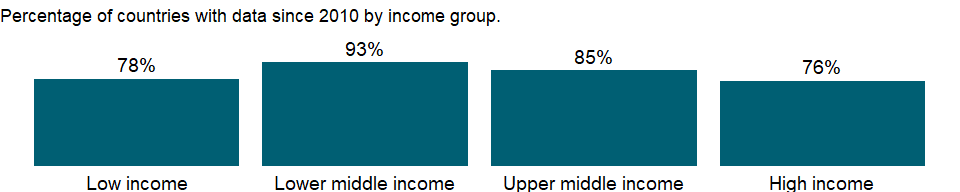 Percentage of countries with data since 2010 by income group.
78%
93%
85%
76%
Low income
Lower middle income
Upper middle income
High income